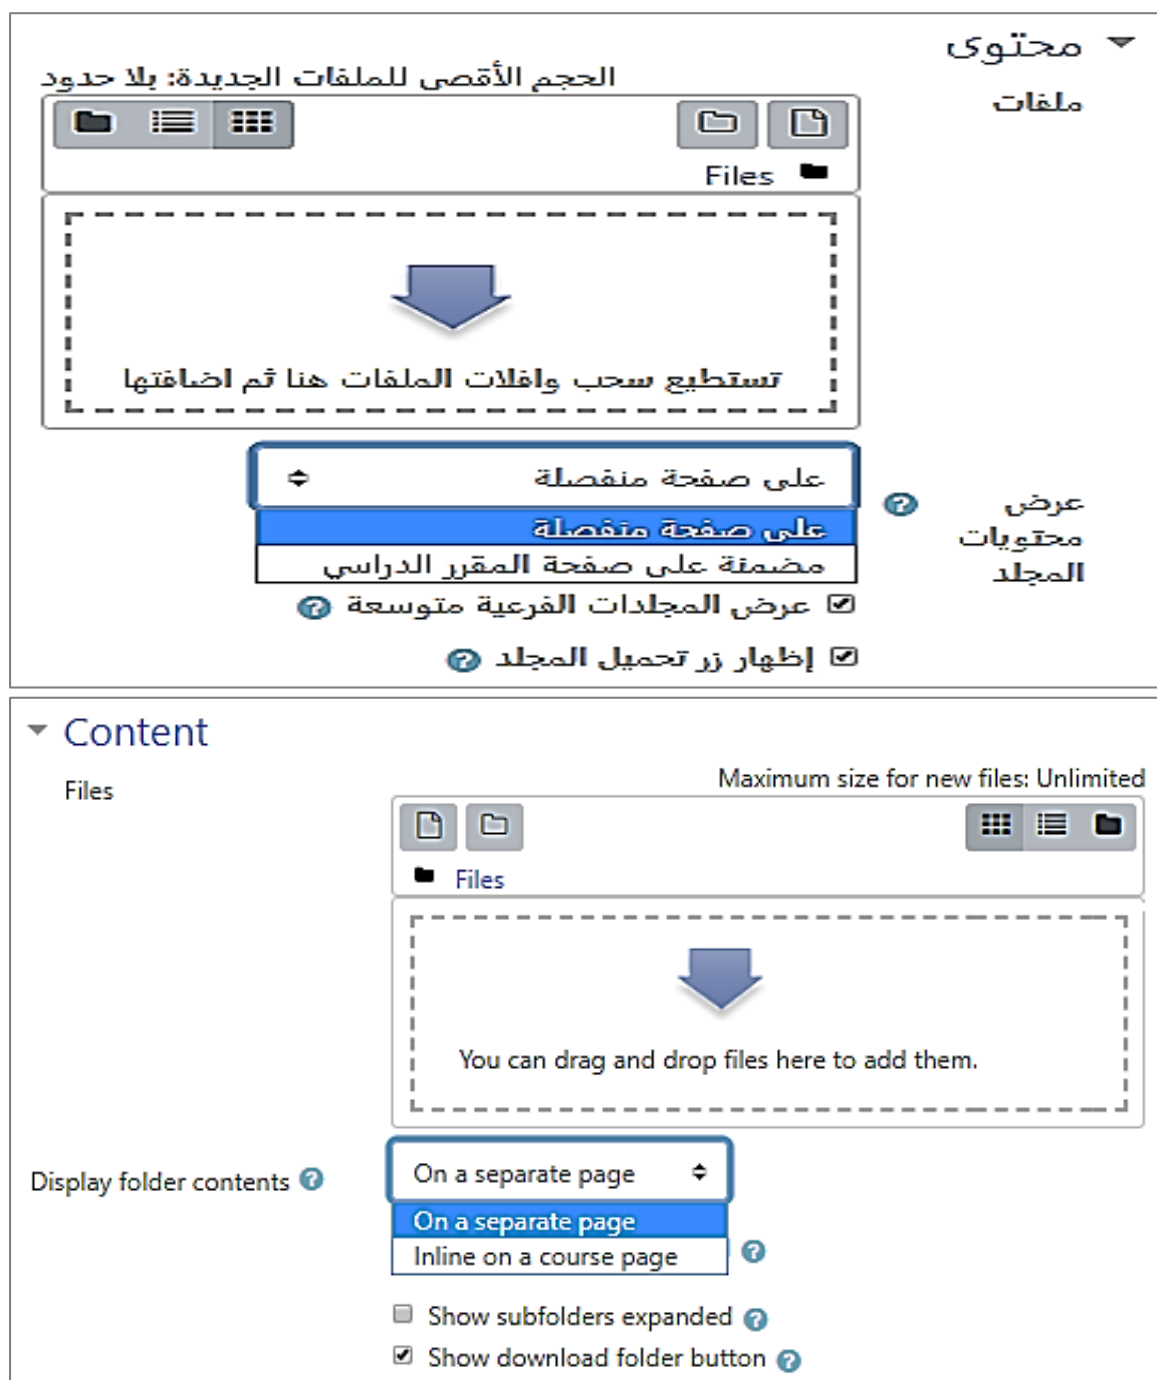 محتوى
الحجم الأقصى للملفات الجديدة: بلا حدود
ملفات
Files
تستطيع سحب وافلات الملفات هنا ثم اضافتها
على صفحة منفصلة
عرض محتويات المجلد
على صفحة منفصلة
مضمنة على صفحة المقرر الدراسي
عرض المجلدات الفرعية متوسعة
إظهار زر تحميل المجلد
Content
Maximum size for new files: Unlimited
Files
Files
You can drag and drop files here to add them.
Display folder contents
On a separate page
On a separate page
Inline on a course page
Show subfolders expanded
Show download folder button